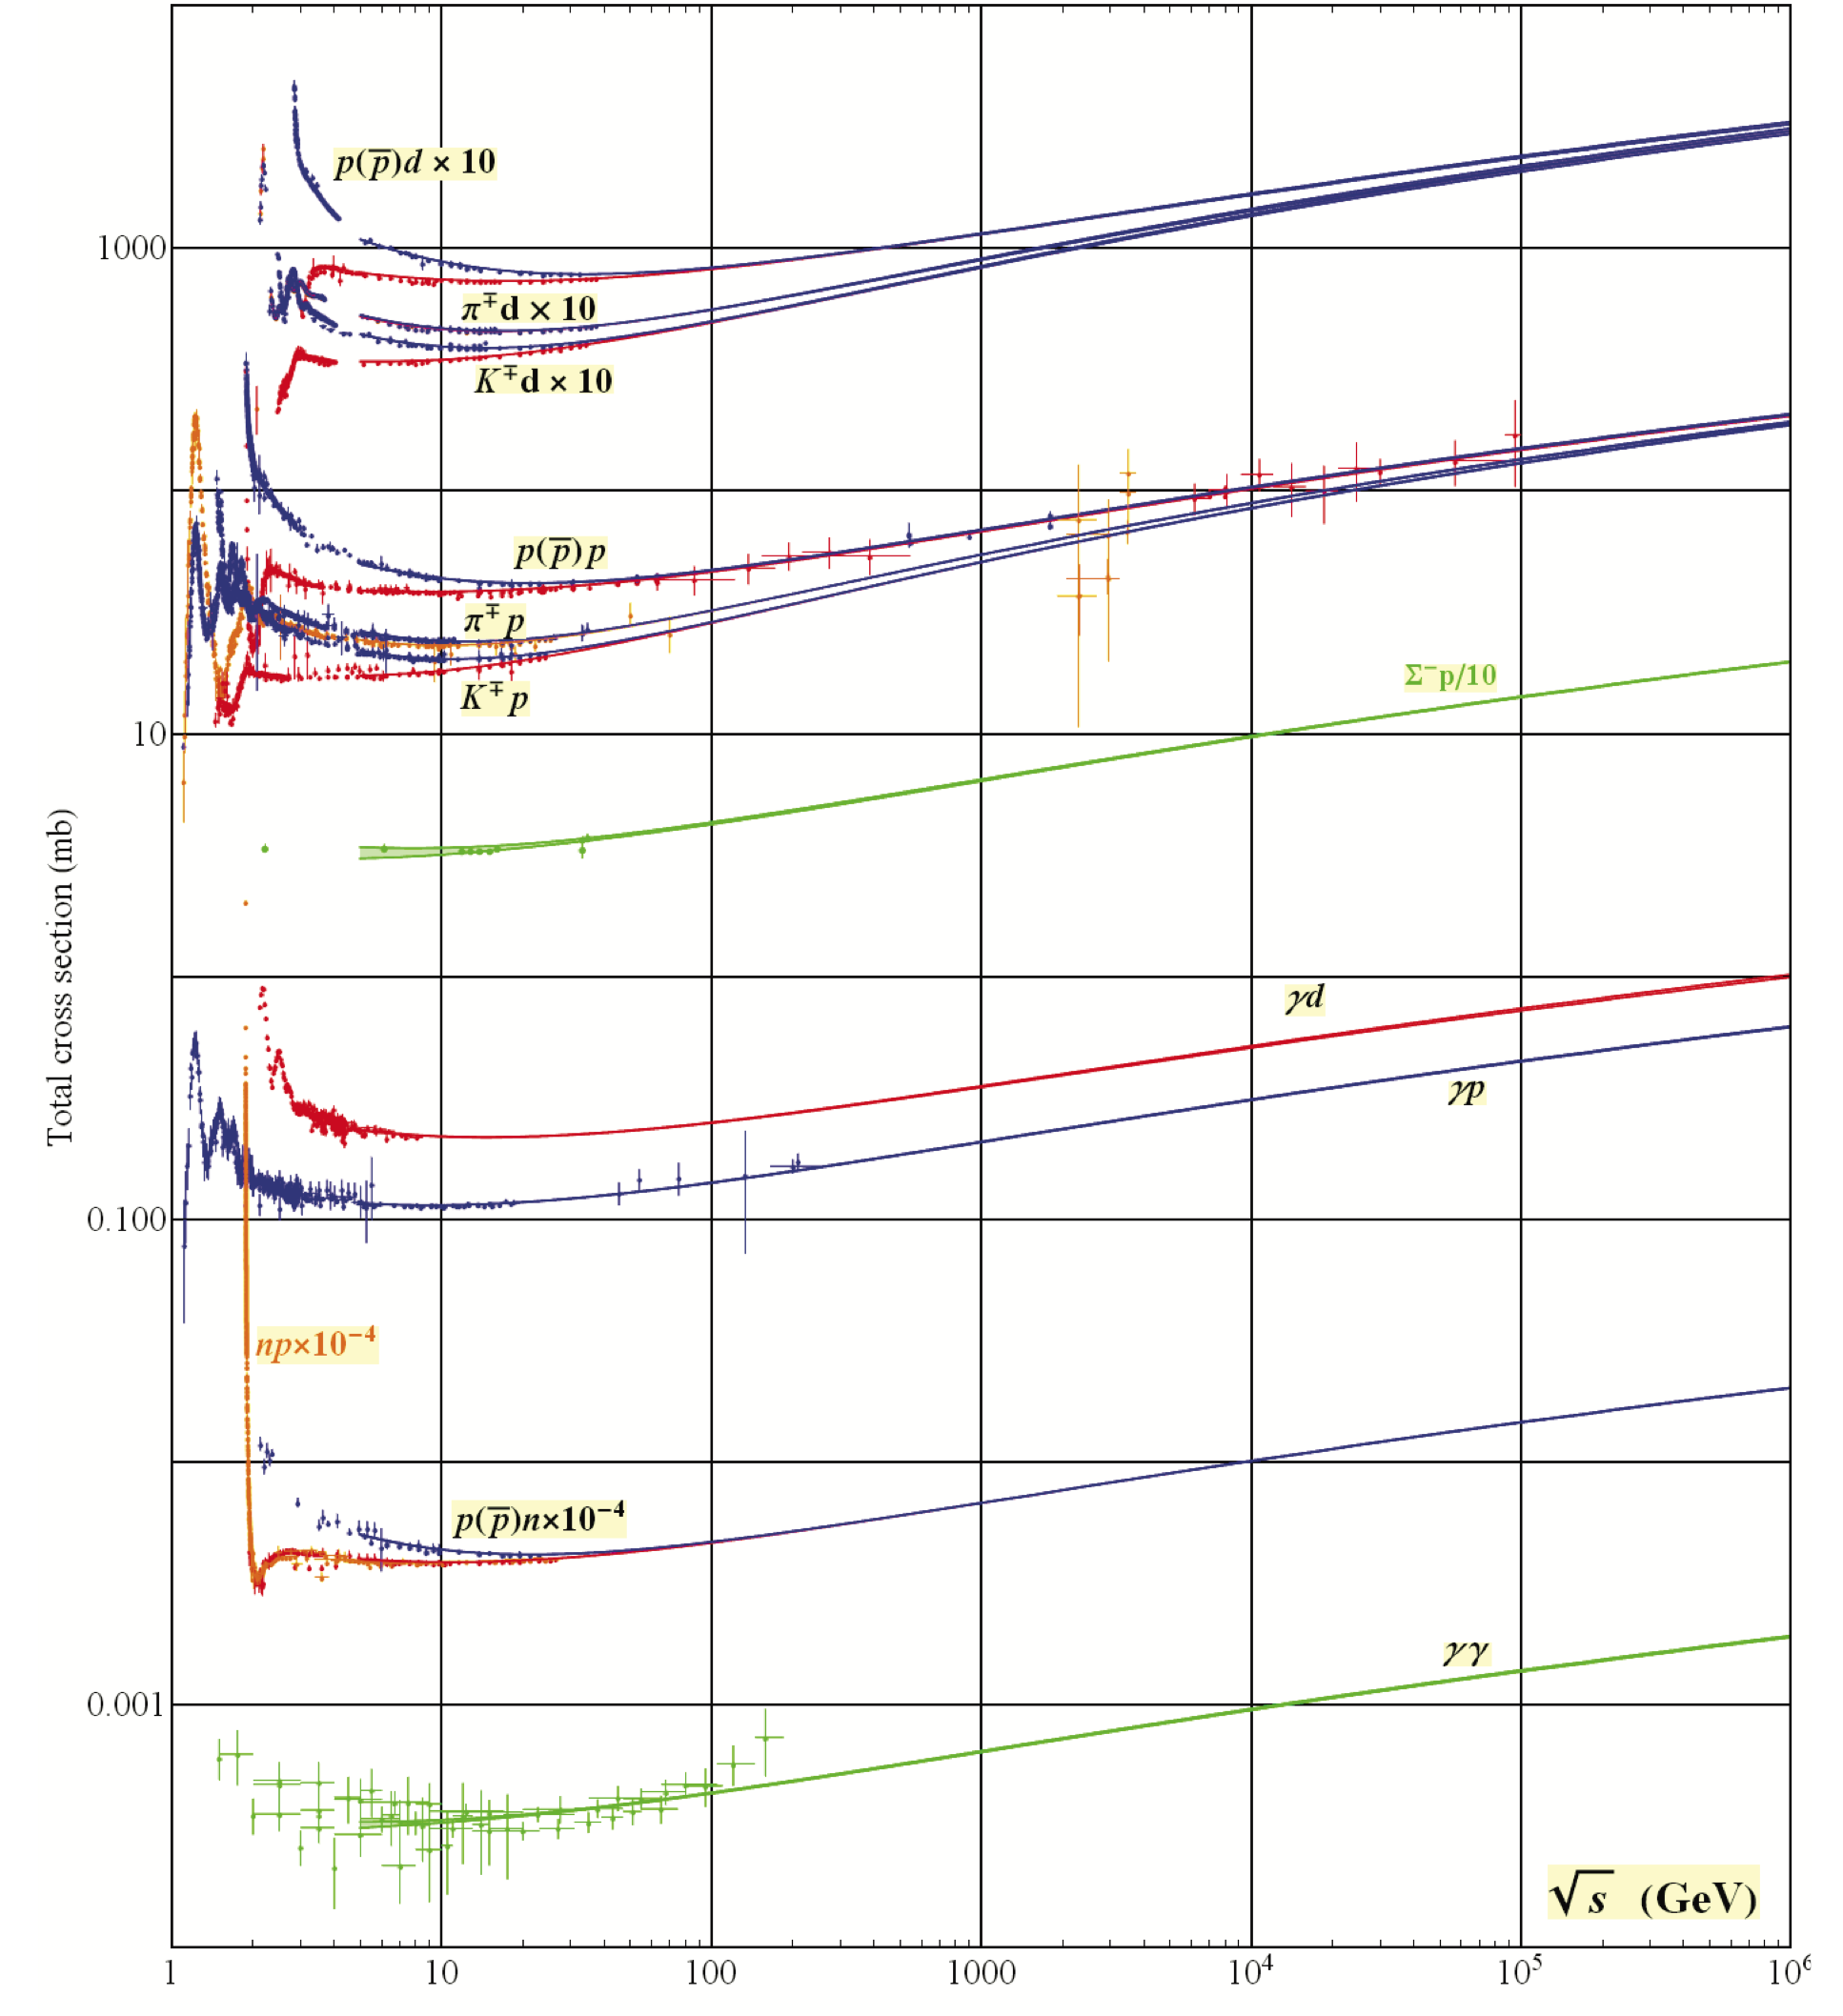 p(p̅)d × 10
1000
π∓d × 10
K∓d × 10
p(p̅)p
π∓p
K∓p
Σ⁻p/10
10
Total cross section (mb)
γd
γp
0.100
np×10⁻⁴
p(p̅)n×10⁻⁴
γγ
0.001
√s (GeV)
1 10 100 1000 10⁴ 10⁵ 10⁶